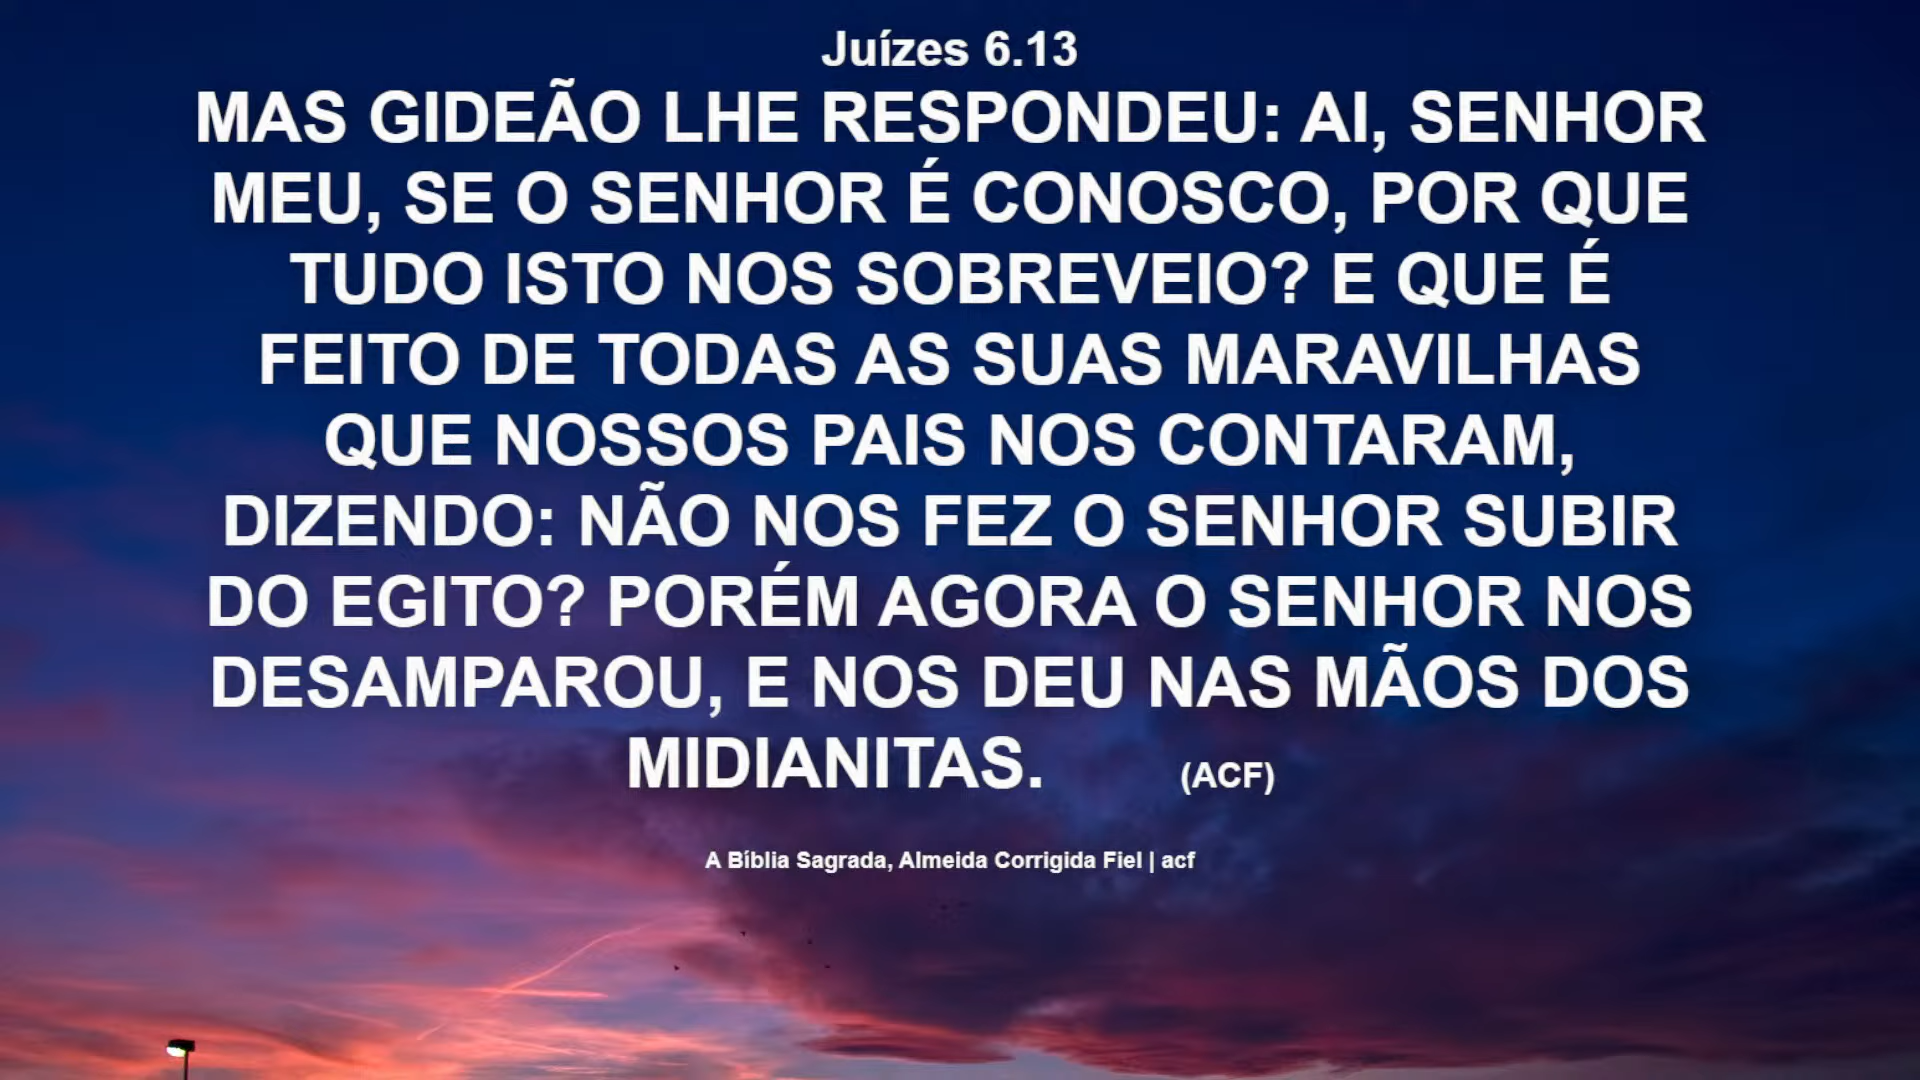 Juízes 6.13
MAS GIDEÃO LHE RESPONDEU: AI, SENHOR
MEU, SE O SENHOR É CONOSCO, POR QUE
TUDO ISTO NOS SOBREVEIO? E QUE É
FEITO DE TODAS AS SUAS MARAVILHAS
QUE NOSSOS PAIS NOS CONTARAM,
DIZENDO: NÃO NOS FEZ O SENHOR SUBIR
DO EGITO? PORÉM AGORA O SENHOR NOS
DESAMPAROU, E NOS DEU NAS MÃOS DOS
MIDIANITAS. (ACF)
A Bíblia Sagrada, Almeida Corrigida Fiel | acf